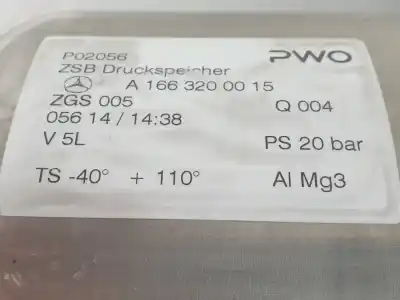 P02056 PWO
ZSB Druckspeicher
A 166 320 00 15
ZGS 005 Q 004
056 14 / 14:38
V 5L PS 20 bar
TS -40° + 110° Al Mg3